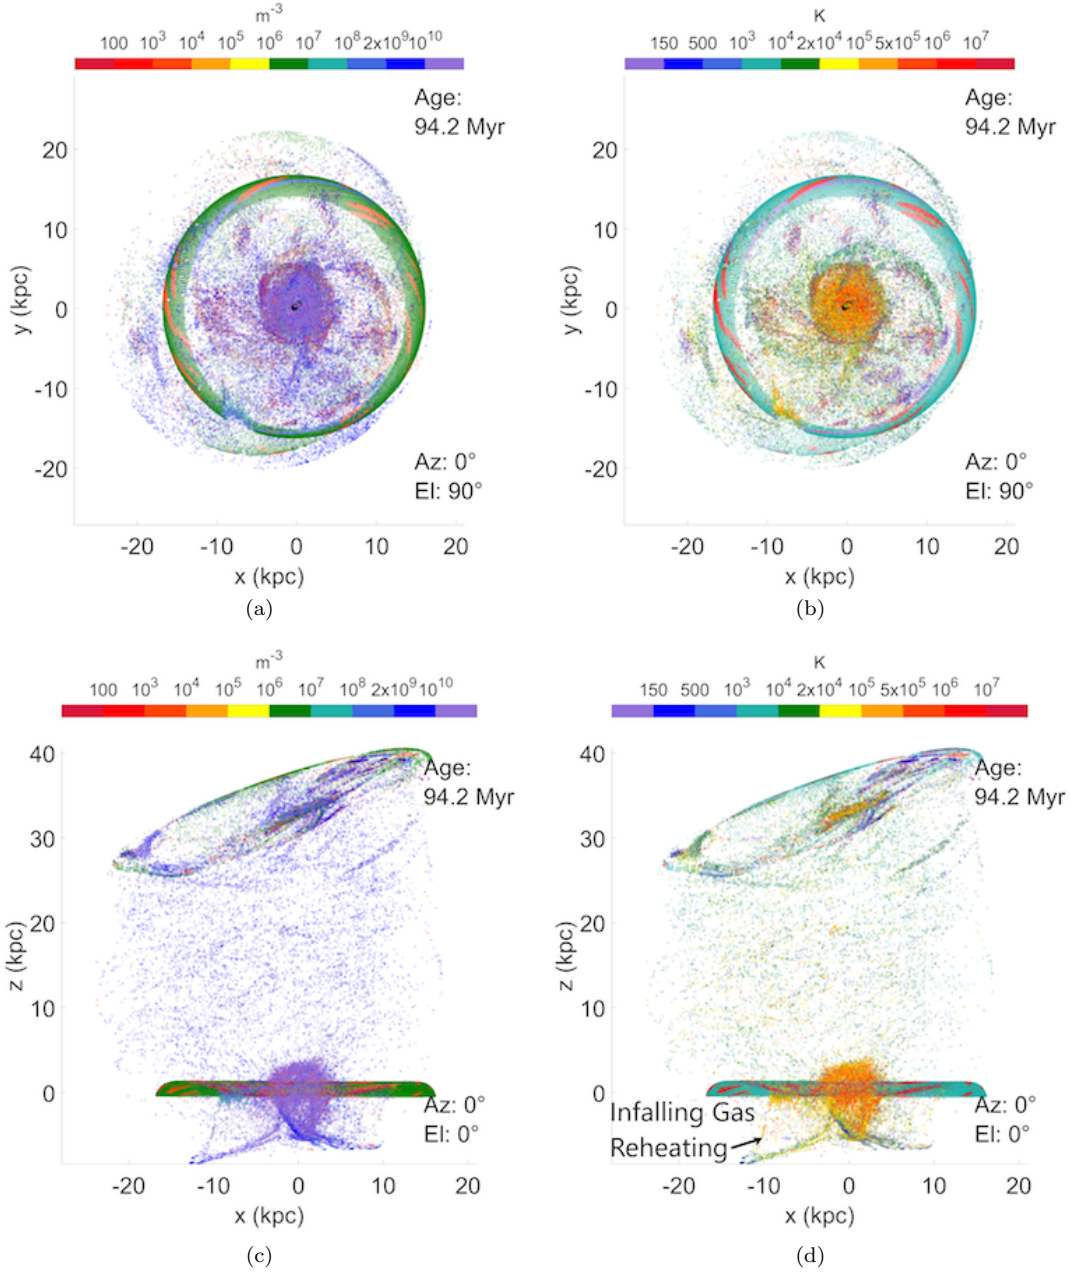 m-3
K
100 10³ 10⁴ 10⁵ 10⁶ 10⁷ 10⁸ 2x10⁹ 10¹⁰
150 500 10³ 10⁴ 2x10⁴ 10⁵ 5x10⁵ 10⁶ 10⁷
Age:
94.2 Myr
Age:
94.2 Myr
20
10
0
-10
-20
y (kpc)
20
10
0
-10
-20
y (kpc)
Az: 0°
El: 90°
Az: 0°
El: 90°
-20 -10 0 10 20
-20 -10 0 10 20
x (kpc)
x (kpc)
(a)
(b)
m-3
K
100 10³ 10⁴ 10⁵ 10⁶ 10⁷ 10⁸ 2x10⁹ 10¹⁰
150 500 10³ 10⁴ 2x10⁴ 10⁵ 5x10⁵ 10⁶ 10⁷
40
30
20
10
0
z (kpc)
40
30
20
10
0
z (kpc)
Age:
94.2 Myr
Age:
94.2 Myr
Az: 0°
El: 0°
Infalling Gas
Reheating
Az: 0°
El: 0°
-20 -10 0 10 20
-20 -10 0 10 20
x (kpc)
x (kpc)
(c)
(d)